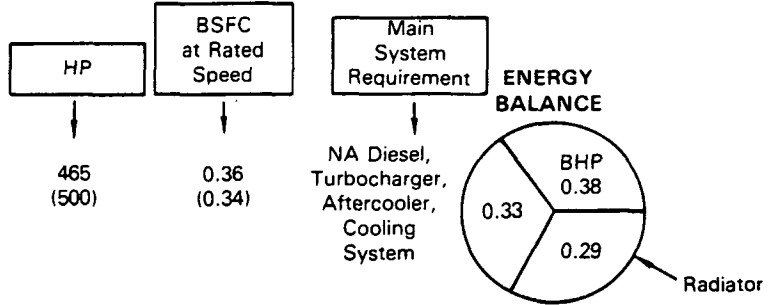 HP
BSFC
at Rated
Speed
Main
System
Requirement
ENERGY
BALANCE
465
(500)
0.36
(0.34)
NA Diesel,
Turbocharger,
Aftercooler,
Cooling
System
BHP
0.38
0.33
0.29
Radiator